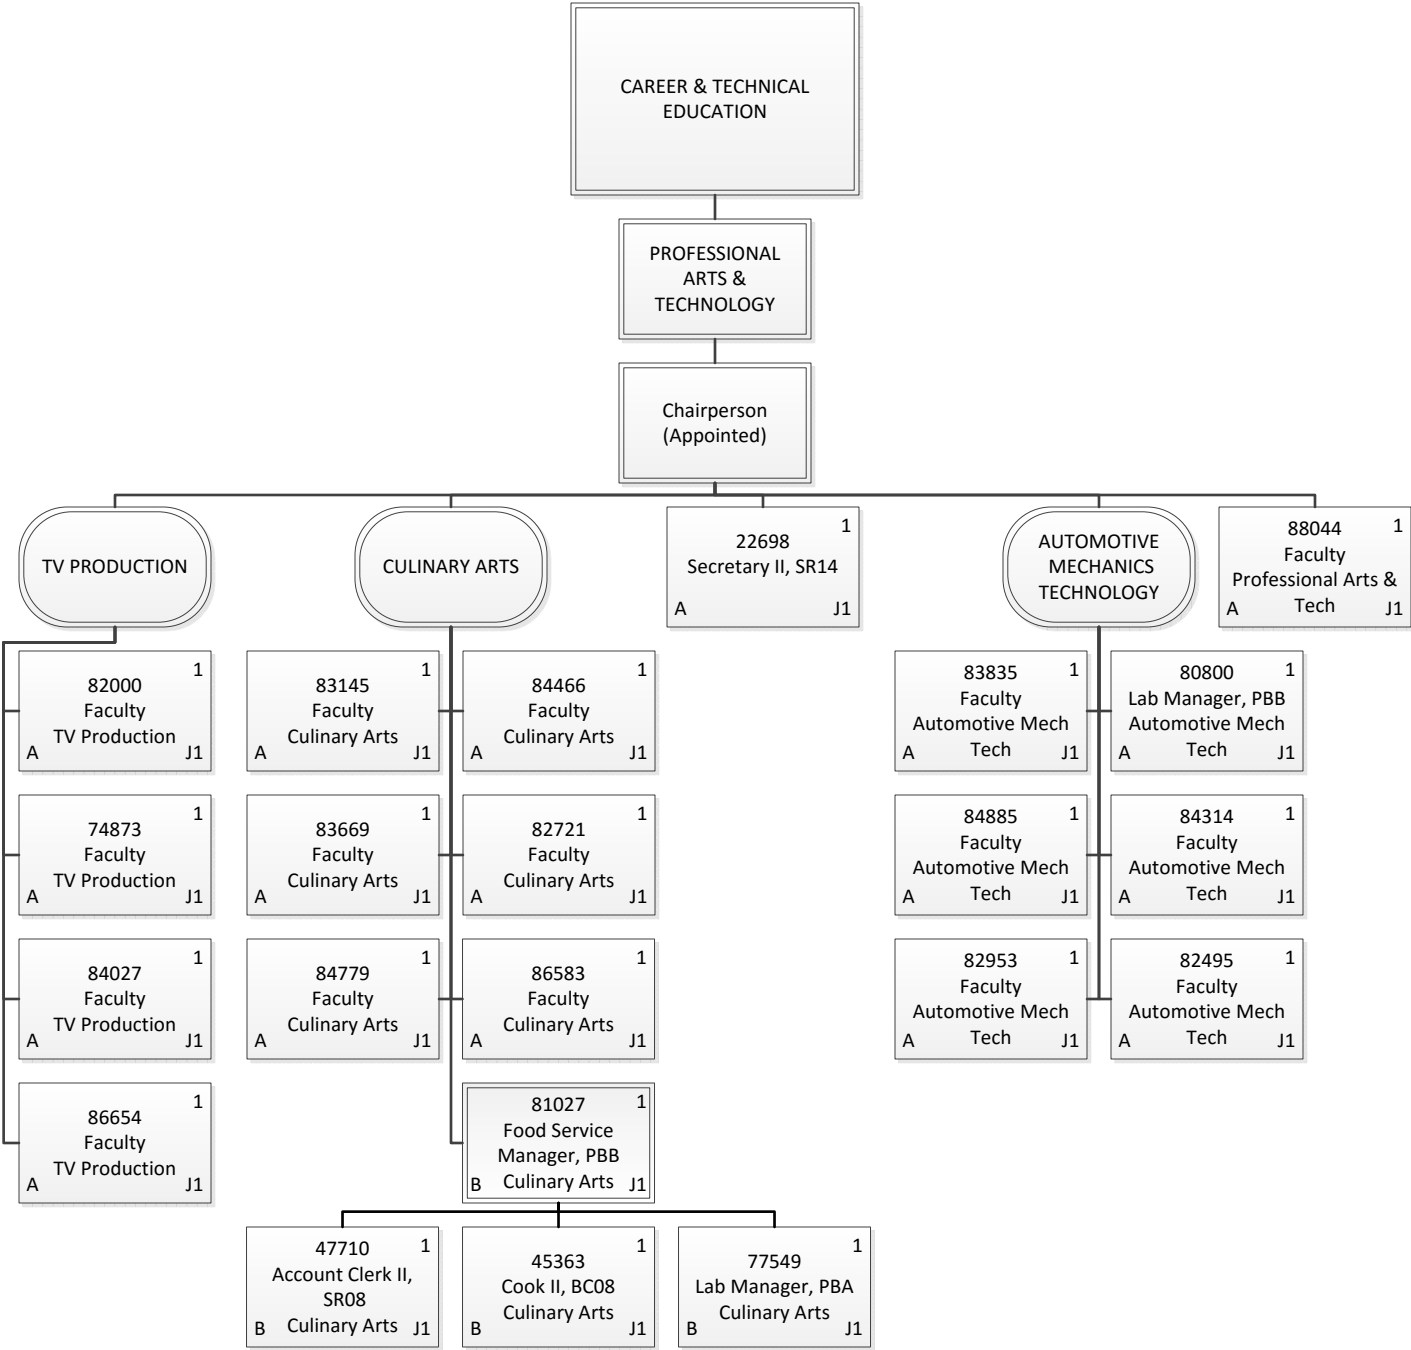 CAREER & TECHNICAL
EDUCATION
PROFESSIONAL
ARTS &
TECHNOLOGY
Chairperson
(Appointed)
TV PRODUCTION
CULINARY ARTS
1
22698
Secretary II, SR14
A J1
AUTOMOTIVE
MECHANICS
TECHNOLOGY
1
88044
Faculty
Professional Arts &
Tech
A J1
1
82000
Faculty
TV Production
A J1
1
83145
Faculty
Culinary Arts
A J1
1
84466
Faculty
Culinary Arts
A J1
1
83835
Faculty
Automotive Mech
Tech
A J1
1
80800
Lab Manager, PBB
Automotive Mech
Tech
A J1
1
74873
Faculty
TV Production
A J1
1
83669
Faculty
Culinary Arts
A J1
1
82721
Faculty
Culinary Arts
A J1
1
84885
Faculty
Automotive Mech
Tech
A J1
1
84314
Faculty
Automotive Mech
Tech
A J1
1
84027
Faculty
TV Production
A J1
1
84779
Faculty
Culinary Arts
A J1
1
86583
Faculty
Culinary Arts
A J1
1
82953
Faculty
Automotive Mech
Tech
A J1
1
82495
Faculty
Automotive Mech
Tech
A J1
1
86654
Faculty
TV Production
A J1
1
81027
Food Service
Manager, PBB
Culinary Arts
B J1
1
47710
Account Clerk II,
SR08
Culinary Arts
B J1
1
45363
Cook II, BC08
Culinary Arts
B J1
1
77549
Lab Manager, PBA
Culinary Arts
B J1